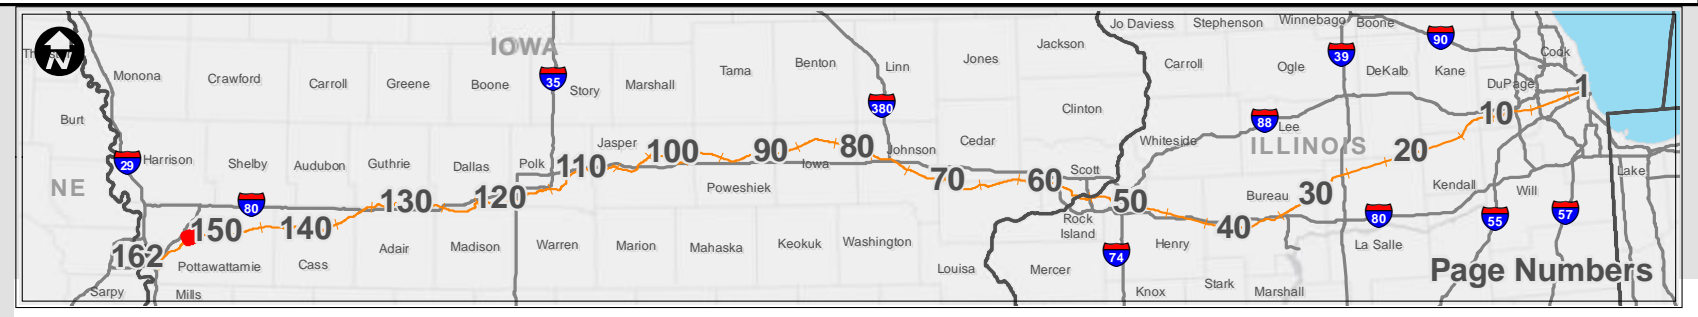 Jo Daviess Stephenson Winnebago Boone
IOWA
Jackson
90
Th
N
39
Cook
Monona Crawford Carroll Greene Boone 35 Story Marshall Tama Benton Linn Jones Carroll Ogle DeKalb Kane
DuPage 1
380
Clinton
10
Burt
88 Lee
Whiteside
ILLINOIS
29 Harrison Shelby Audubon Guthrie Dallas Polk 110 Jasper 100 90 Iowa 80 Johnson Cedar
20
NE
80
Poweshiek
70 60 Scott
Lake
162 150 140 130 120
50
Bureau 30 Kendall Will
Rock
Island
40
80 55 57
Pottawattamie Cass Adair Madison Warren Marion Mahaska Keokuk Washington
Henry
La Salle
74
Louisa Mercer
Page Numbers
Sarpy Mills
Knox Stark Marshall